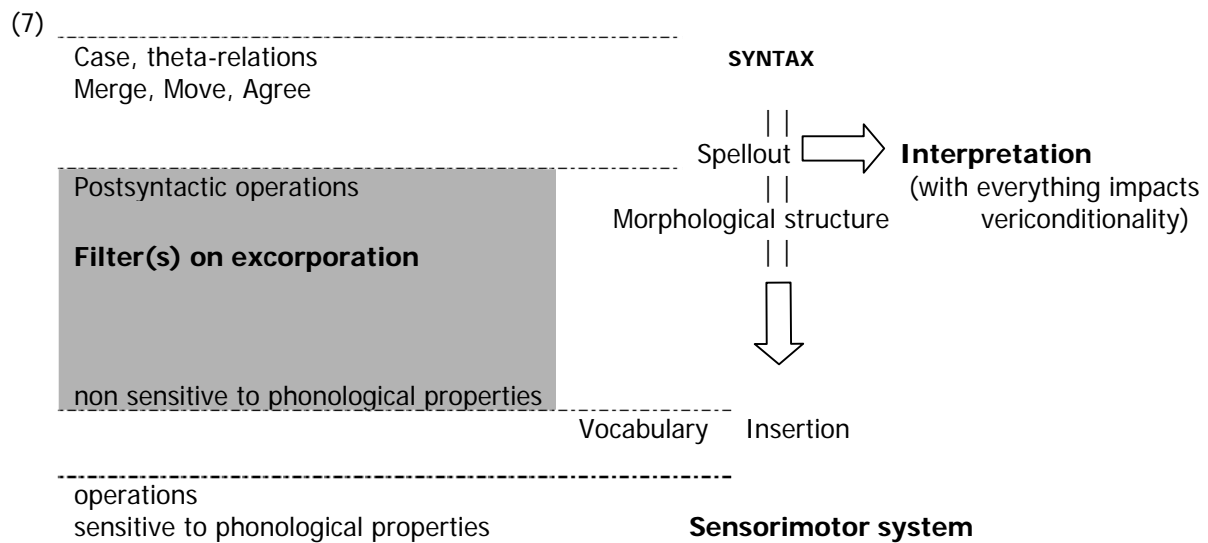 (7)
Case, theta-relations SYNTAX
Merge, Move, Agree
Spellout Interpretation
Postsyntactic operations (with everything impacts
Morphological structure vericonditionality)
Filter(s) on excorporation
non sensitive to phonological properties
Vocabulary Insertion
operations
sensitive to phonological properties Sensorimotor system